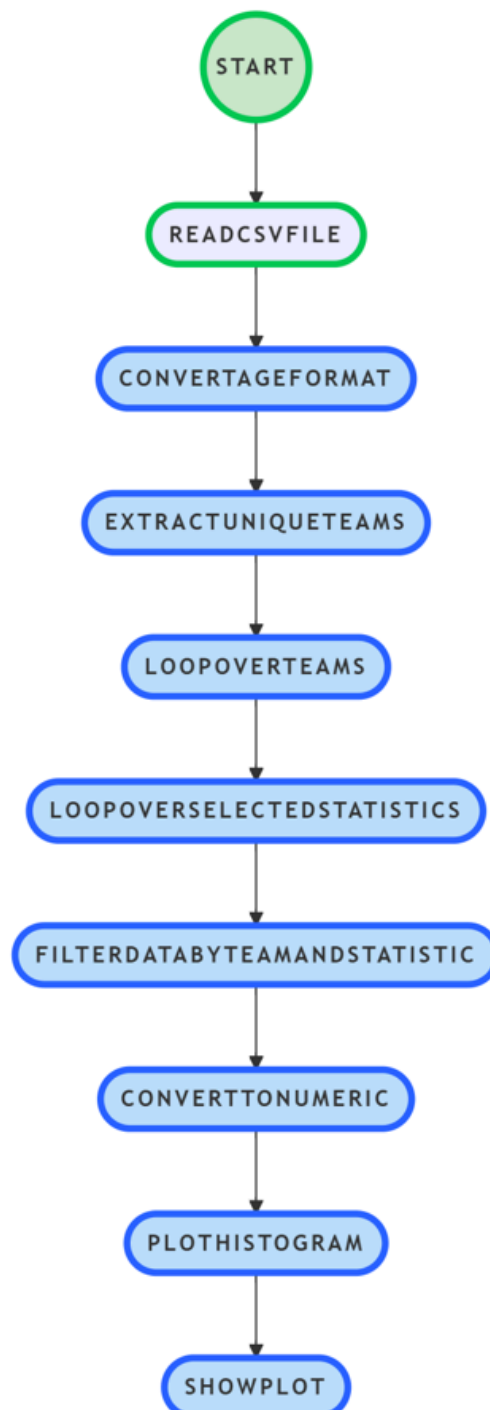 START
READCSVFILE
CONVERTAGEFORMAT
EXTRACTUNIQUETEAMS
LOOPOVERTEAMS
LOOPOVERSELECTEDSTATISTICS
FILTERDATABYTEAMANDSTATISTIC
CONVERTTONUMERIC
PLOTHISTOGRAM
SHOWPLOT